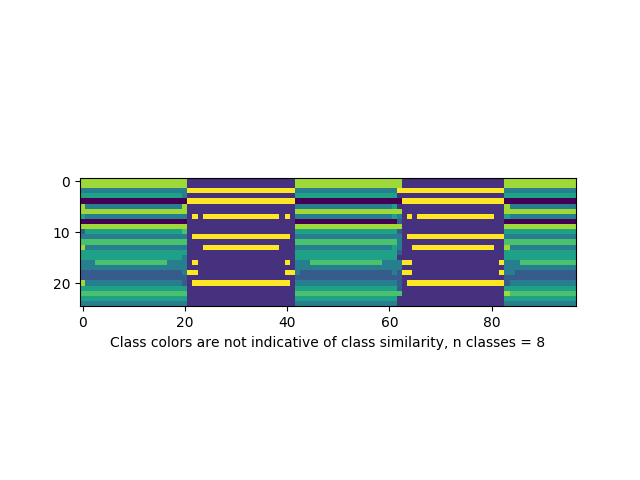 0
10
20
0 20 40 60 80
Class colors are not indicative of class similarity, n classes = 8